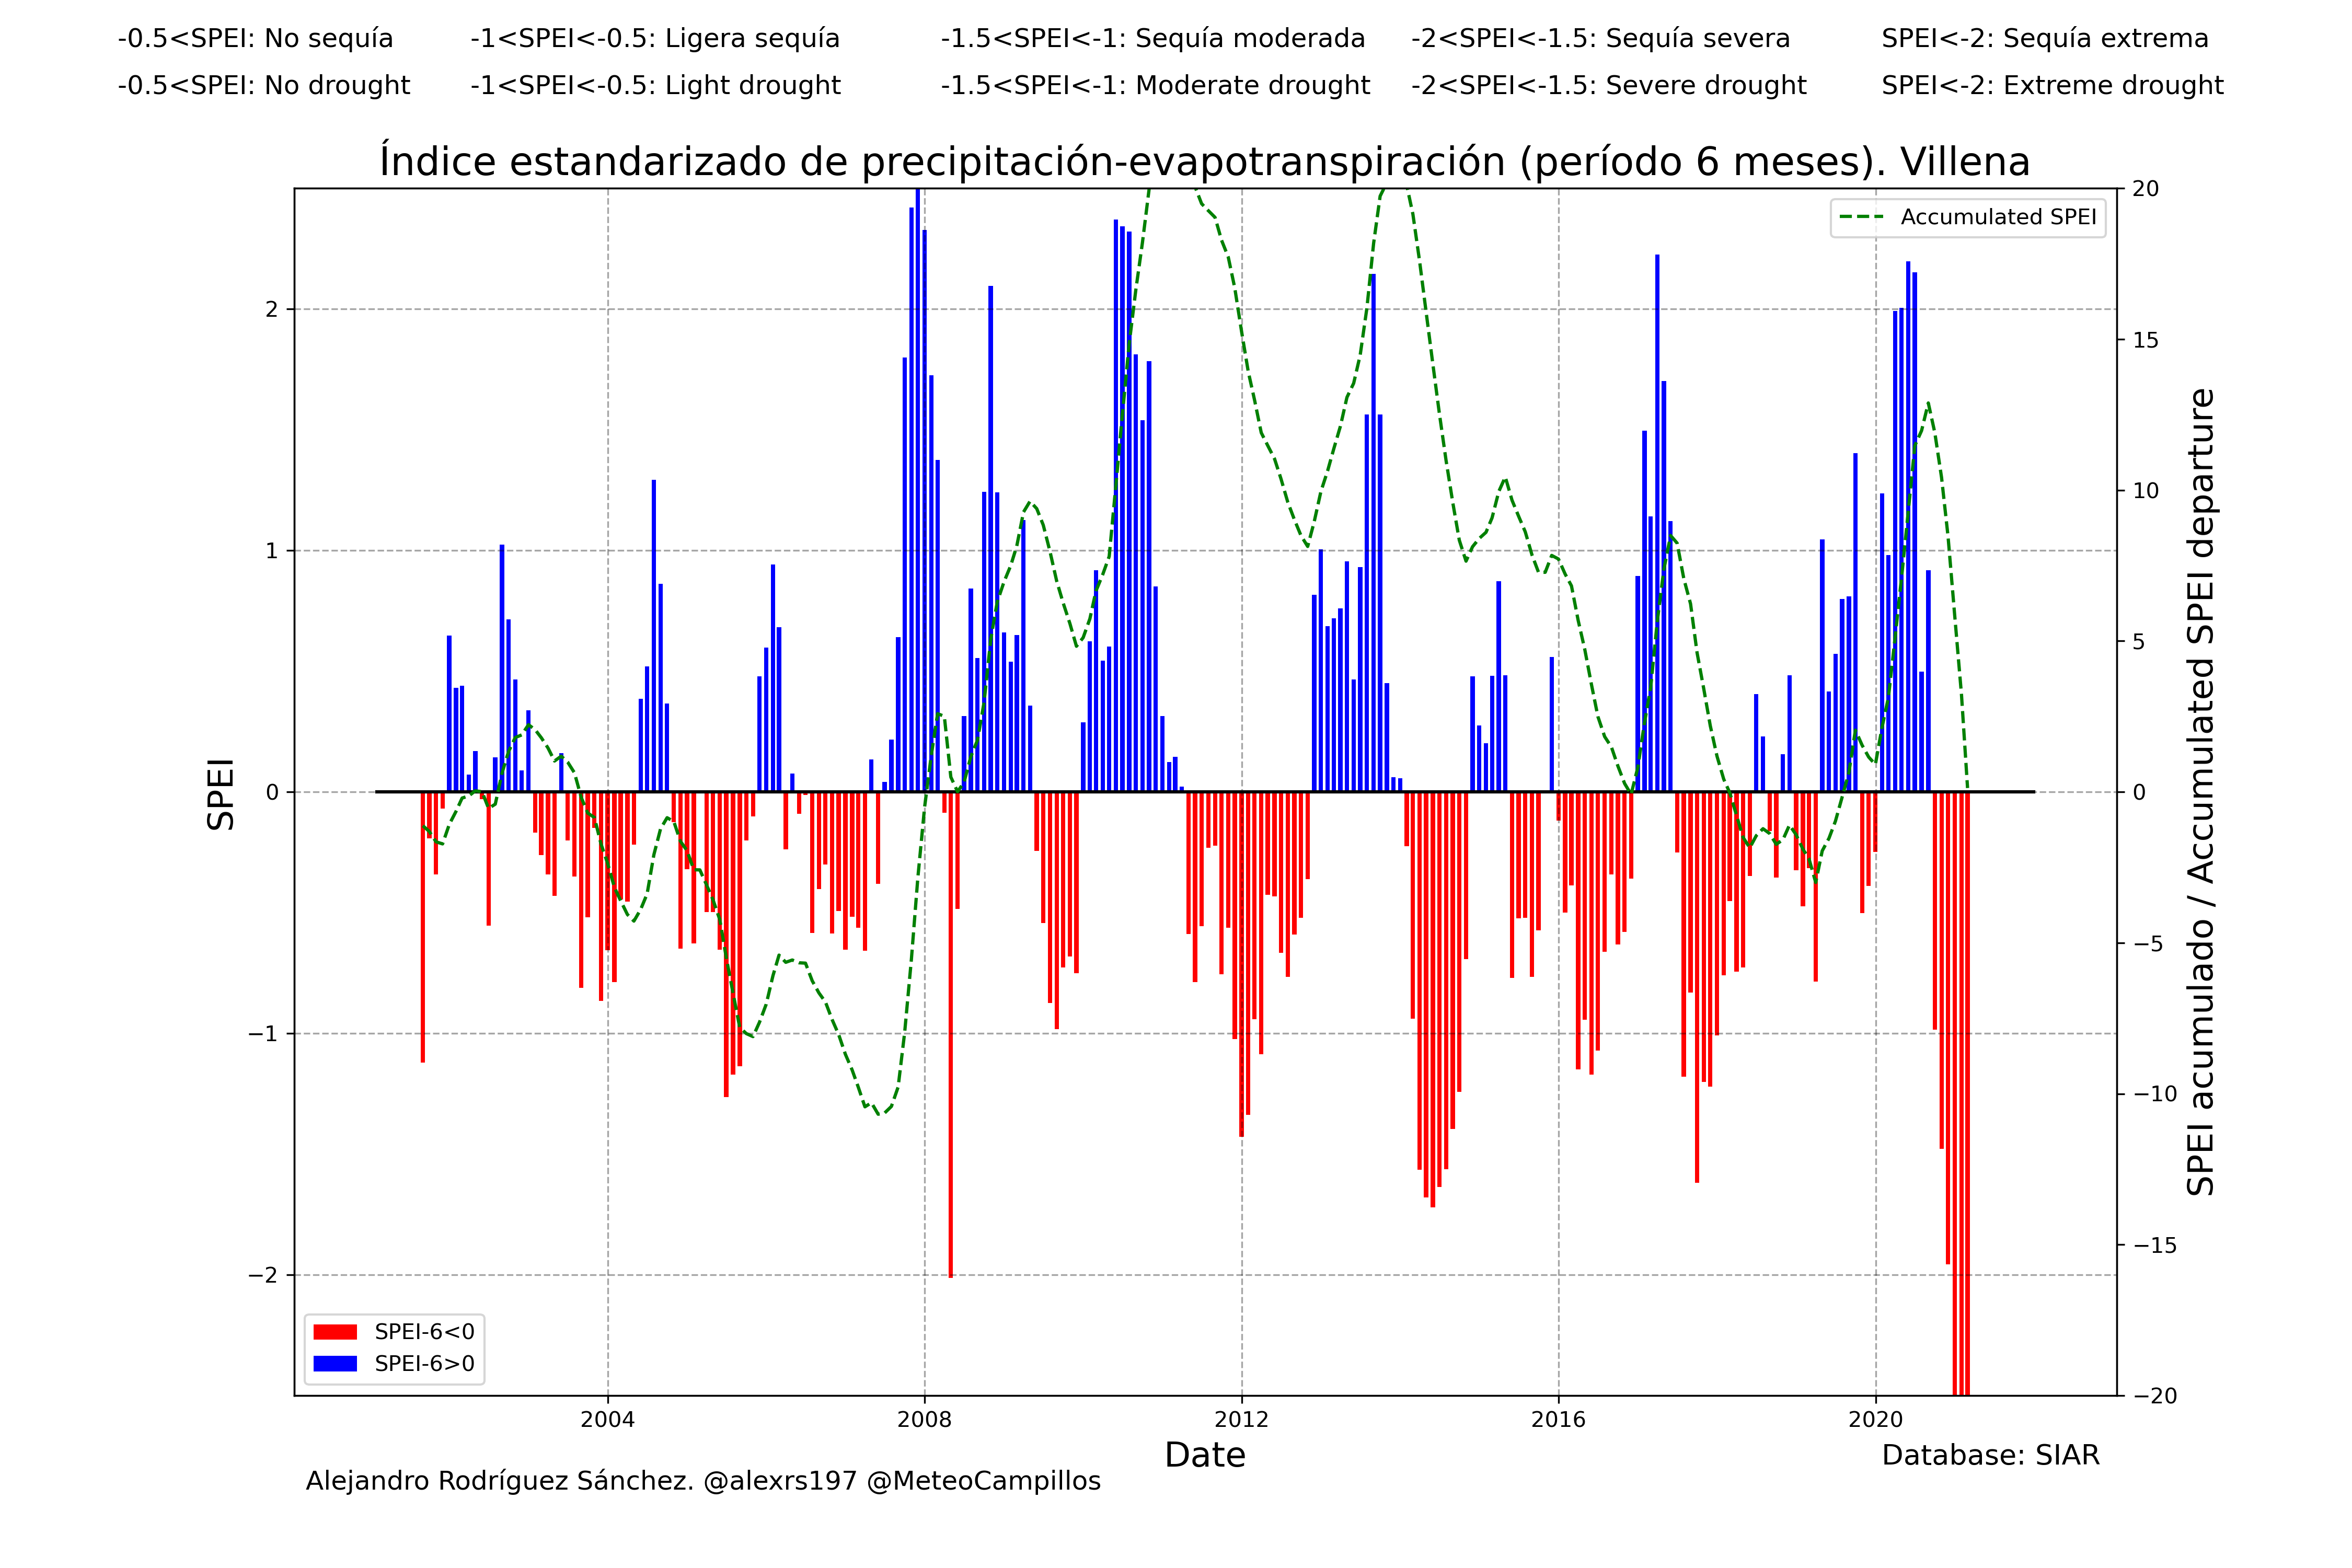 -0.5<SPEI: No sequía -1<SPEI<-0.5: Ligera sequía -1.5<SPEI<-1: Sequía moderada -2<SPEI<-1.5: Sequía severa SPEI<-2: Sequía extrema
-0.5<SPEI: No drought -1<SPEI<-0.5: Light drought -1.5<SPEI<-1: Moderate drought -2<SPEI<-1.5: Severe drought SPEI<-2: Extreme drought
Índice estandarizado de precipitación-evapotranspiración (período 6 meses). Villena
Accumulated SPEI
SPEI
2
1
0
−1
−2
20
15
10
5
0
−5
−10
−15
−20
SPEI acumulado / Accumulated SPEI departure
SPEI-6<0
SPEI-6>0
2004 2008 2012 2016 2020
Date
Database: SIAR
Alejandro Rodríguez Sánchez. @alexrs197 @MeteoCampillos